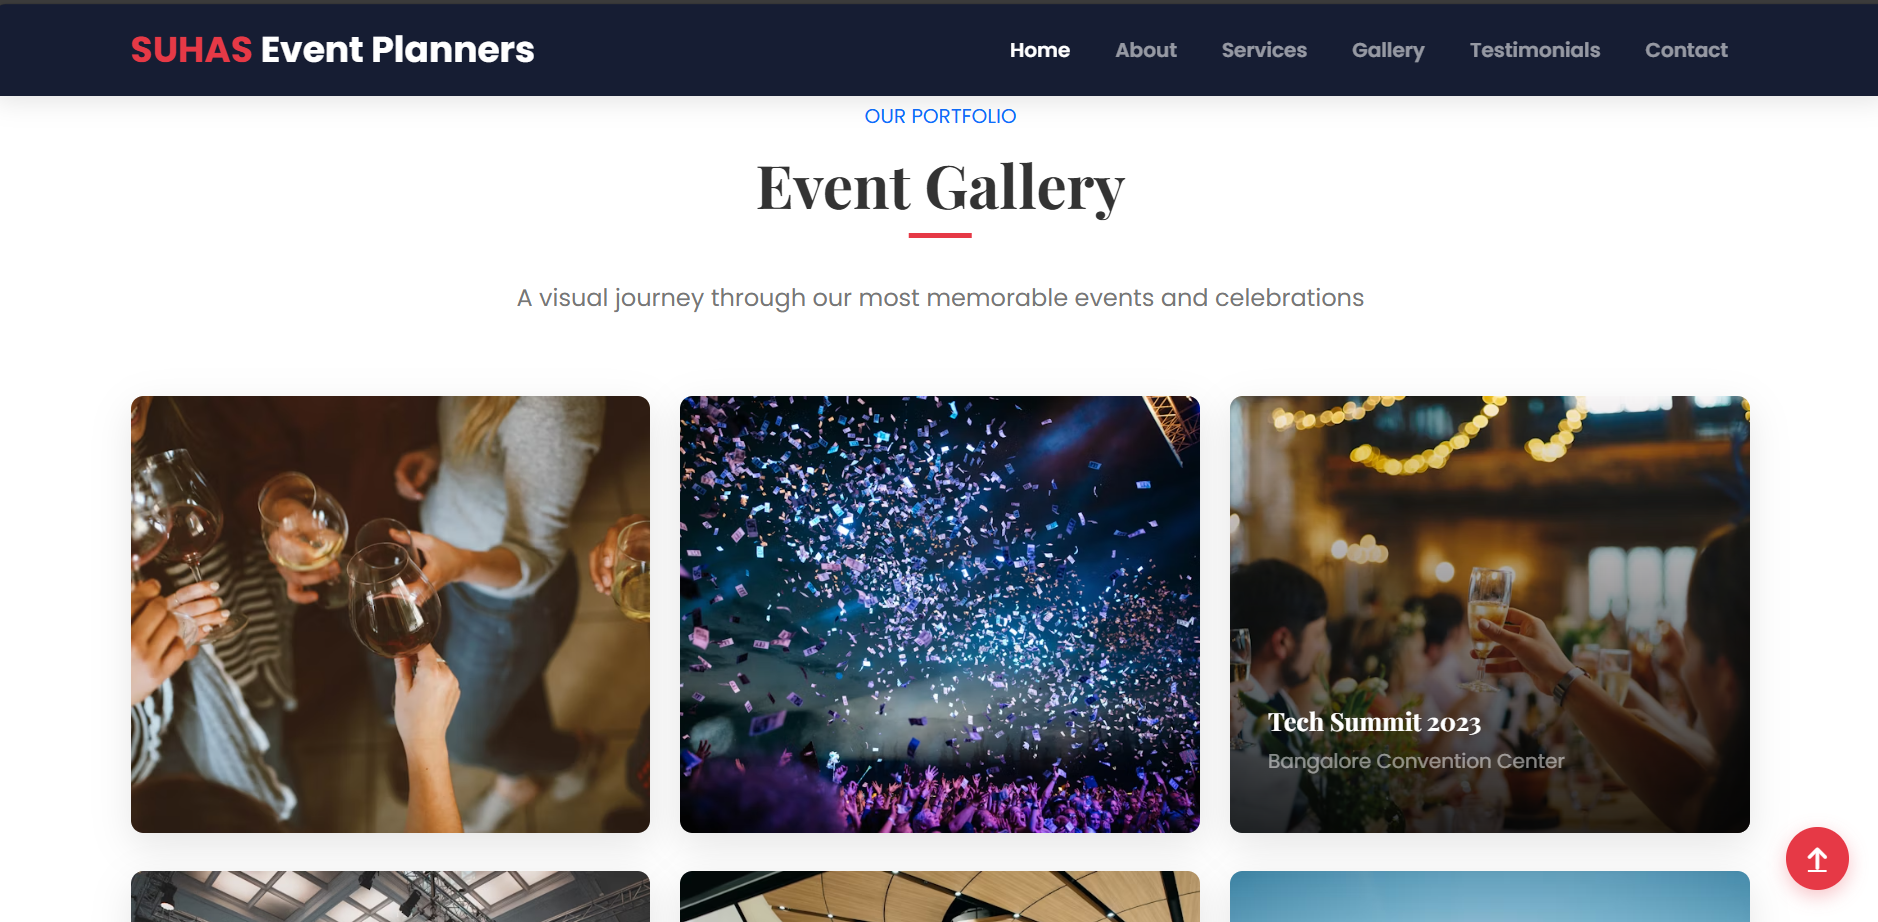 SUHAS Event Planners
Home About Services Gallery Testimonials Contact
OUR PORTFOLIO
Event Gallery
A visual journey through our most memorable events and celebrations
Tech Summit 2023
Bangalore Convention Center